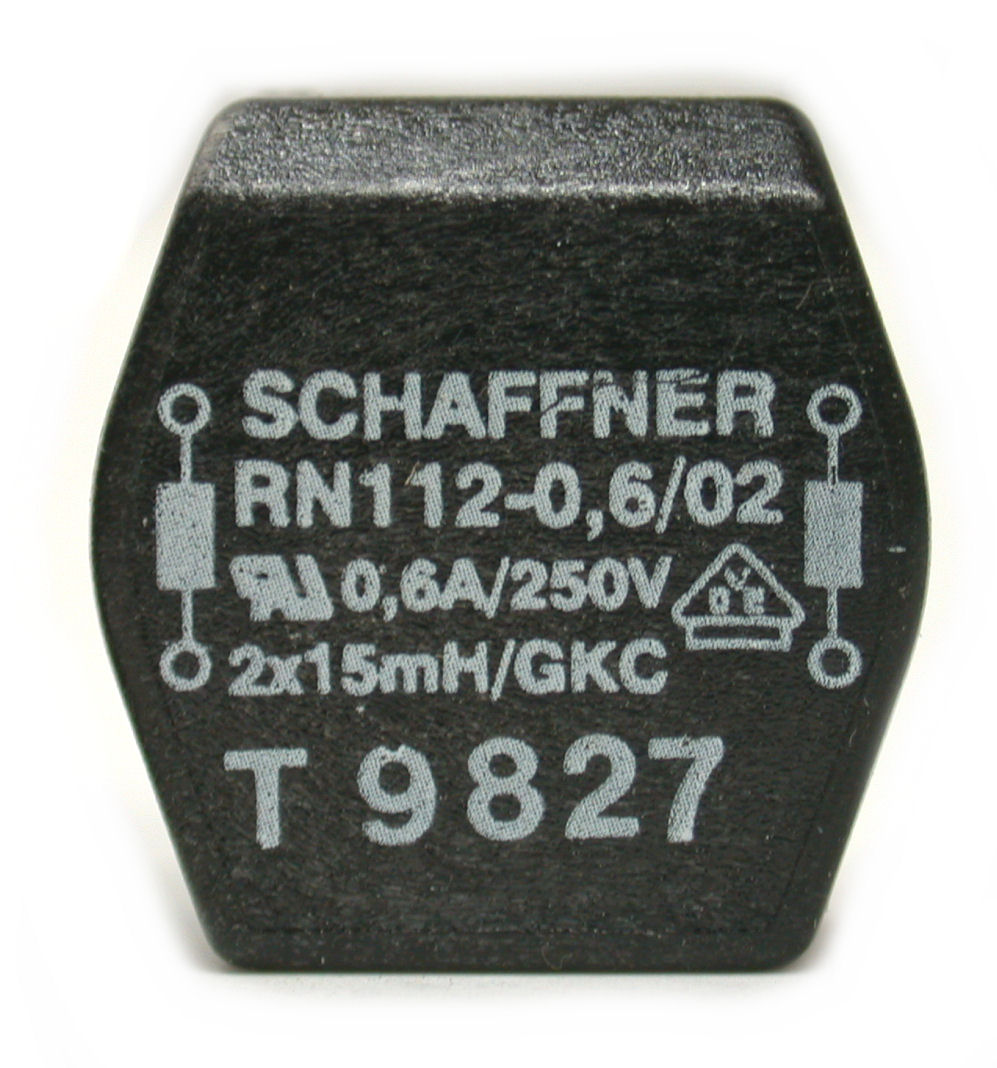 SCHAFFNER
RN112-0,6/02
0,6A/250V
2x15mH/GKC
T 9827